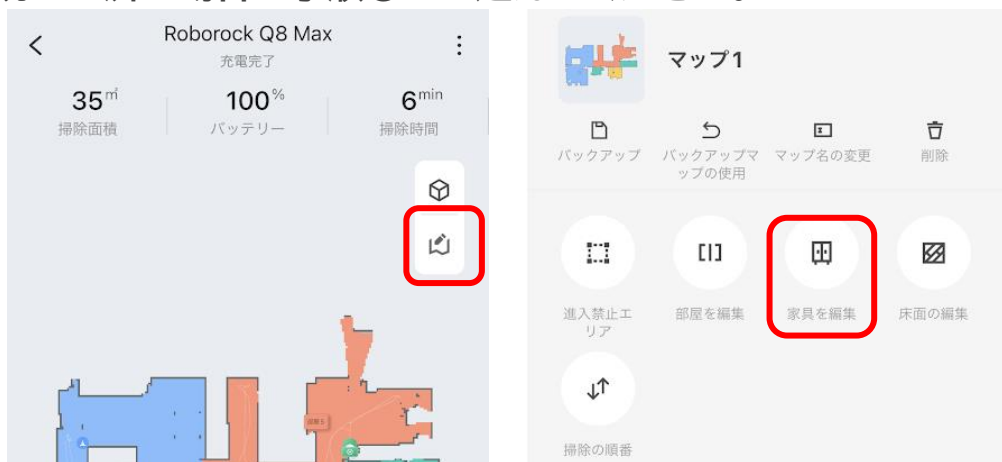 Roborock Q8 Max
充電完了
35㎡
100%
6min
掃除面積
バッテリー
掃除時間
マップ1
バックアップ
バックアップマ
ップの使用
マップ名の変更
削除
進入禁止エ
リア
部屋を編集
家具を編集
床面の編集
掃除の順番